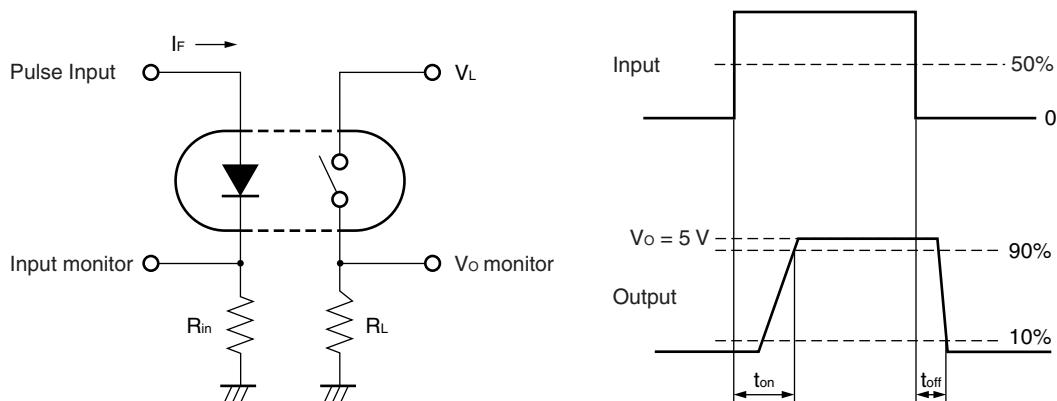 IF
Pulse Input
VL
Input monitor
VO monitor
Rin
RL
Input
50%
0
VO = 5 V
90%
Output
10%
ton
toff